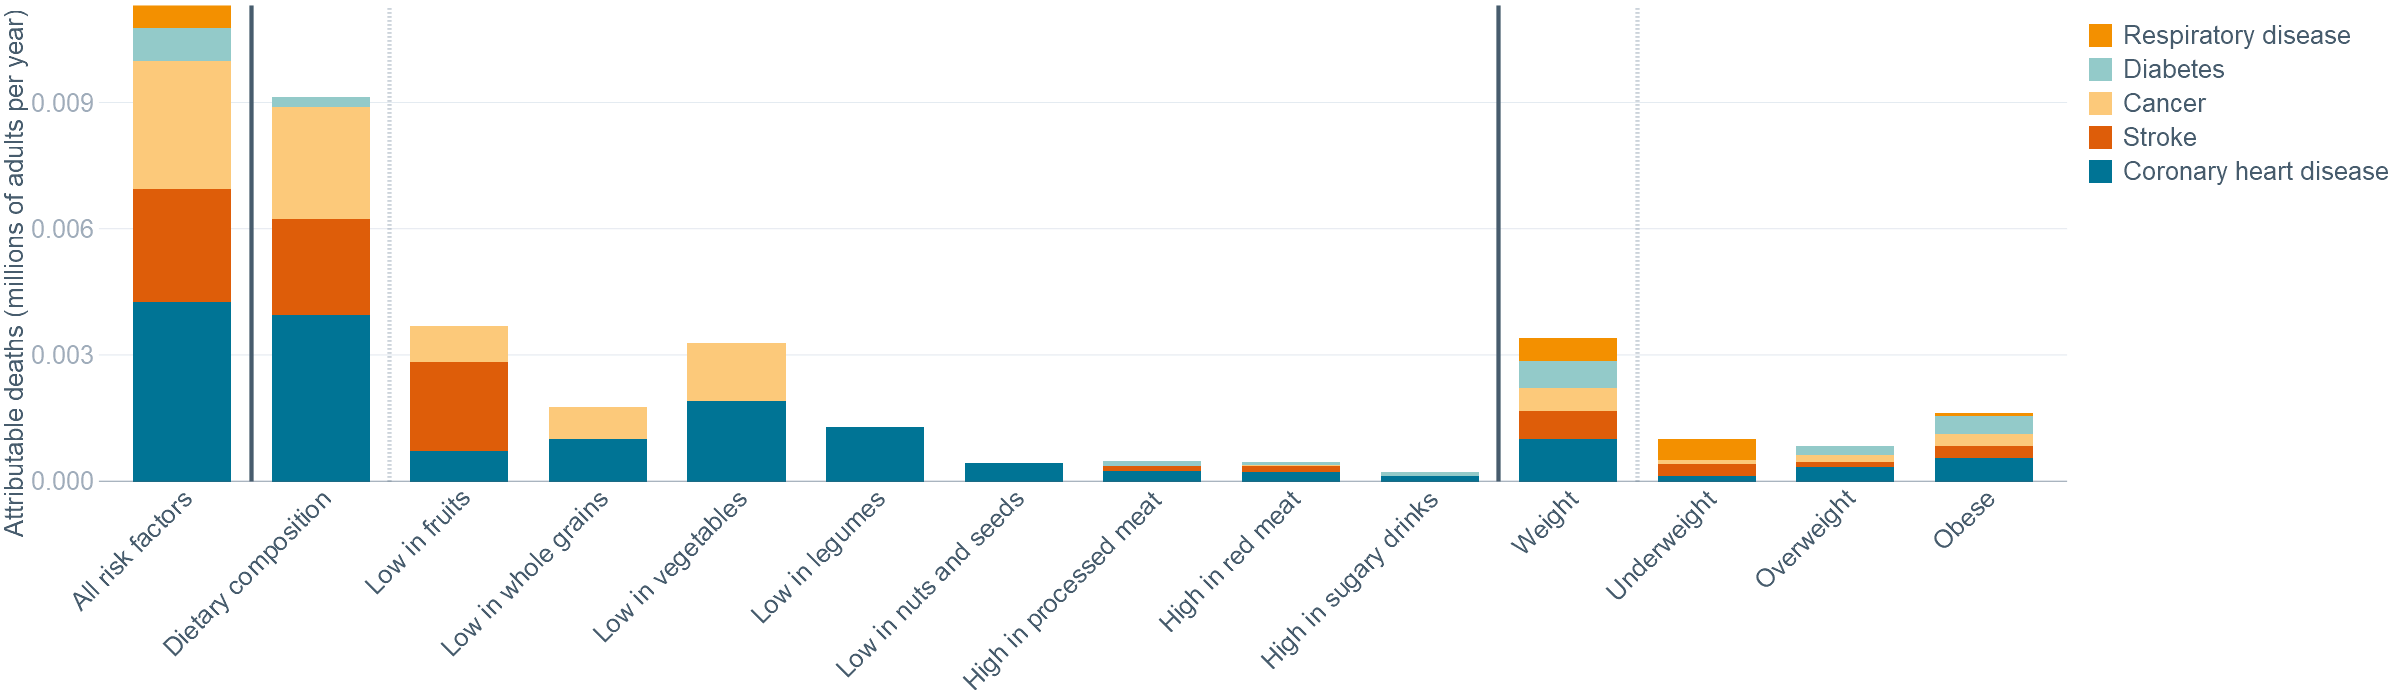 Attributable deaths (millions of adults per year)
0.009
0.006
0.003
0.000
All risk factors
Dietary composition
Low in fruits
Low in whole grains
Low in vegetables
Low in legumes
Low in nuts and seeds
High in processed meat
High in red meat
High in sugary drinks
Weight
Underweight
Overweight
Obese
Respiratory disease
Diabetes
Cancer
Stroke
Coronary heart disease